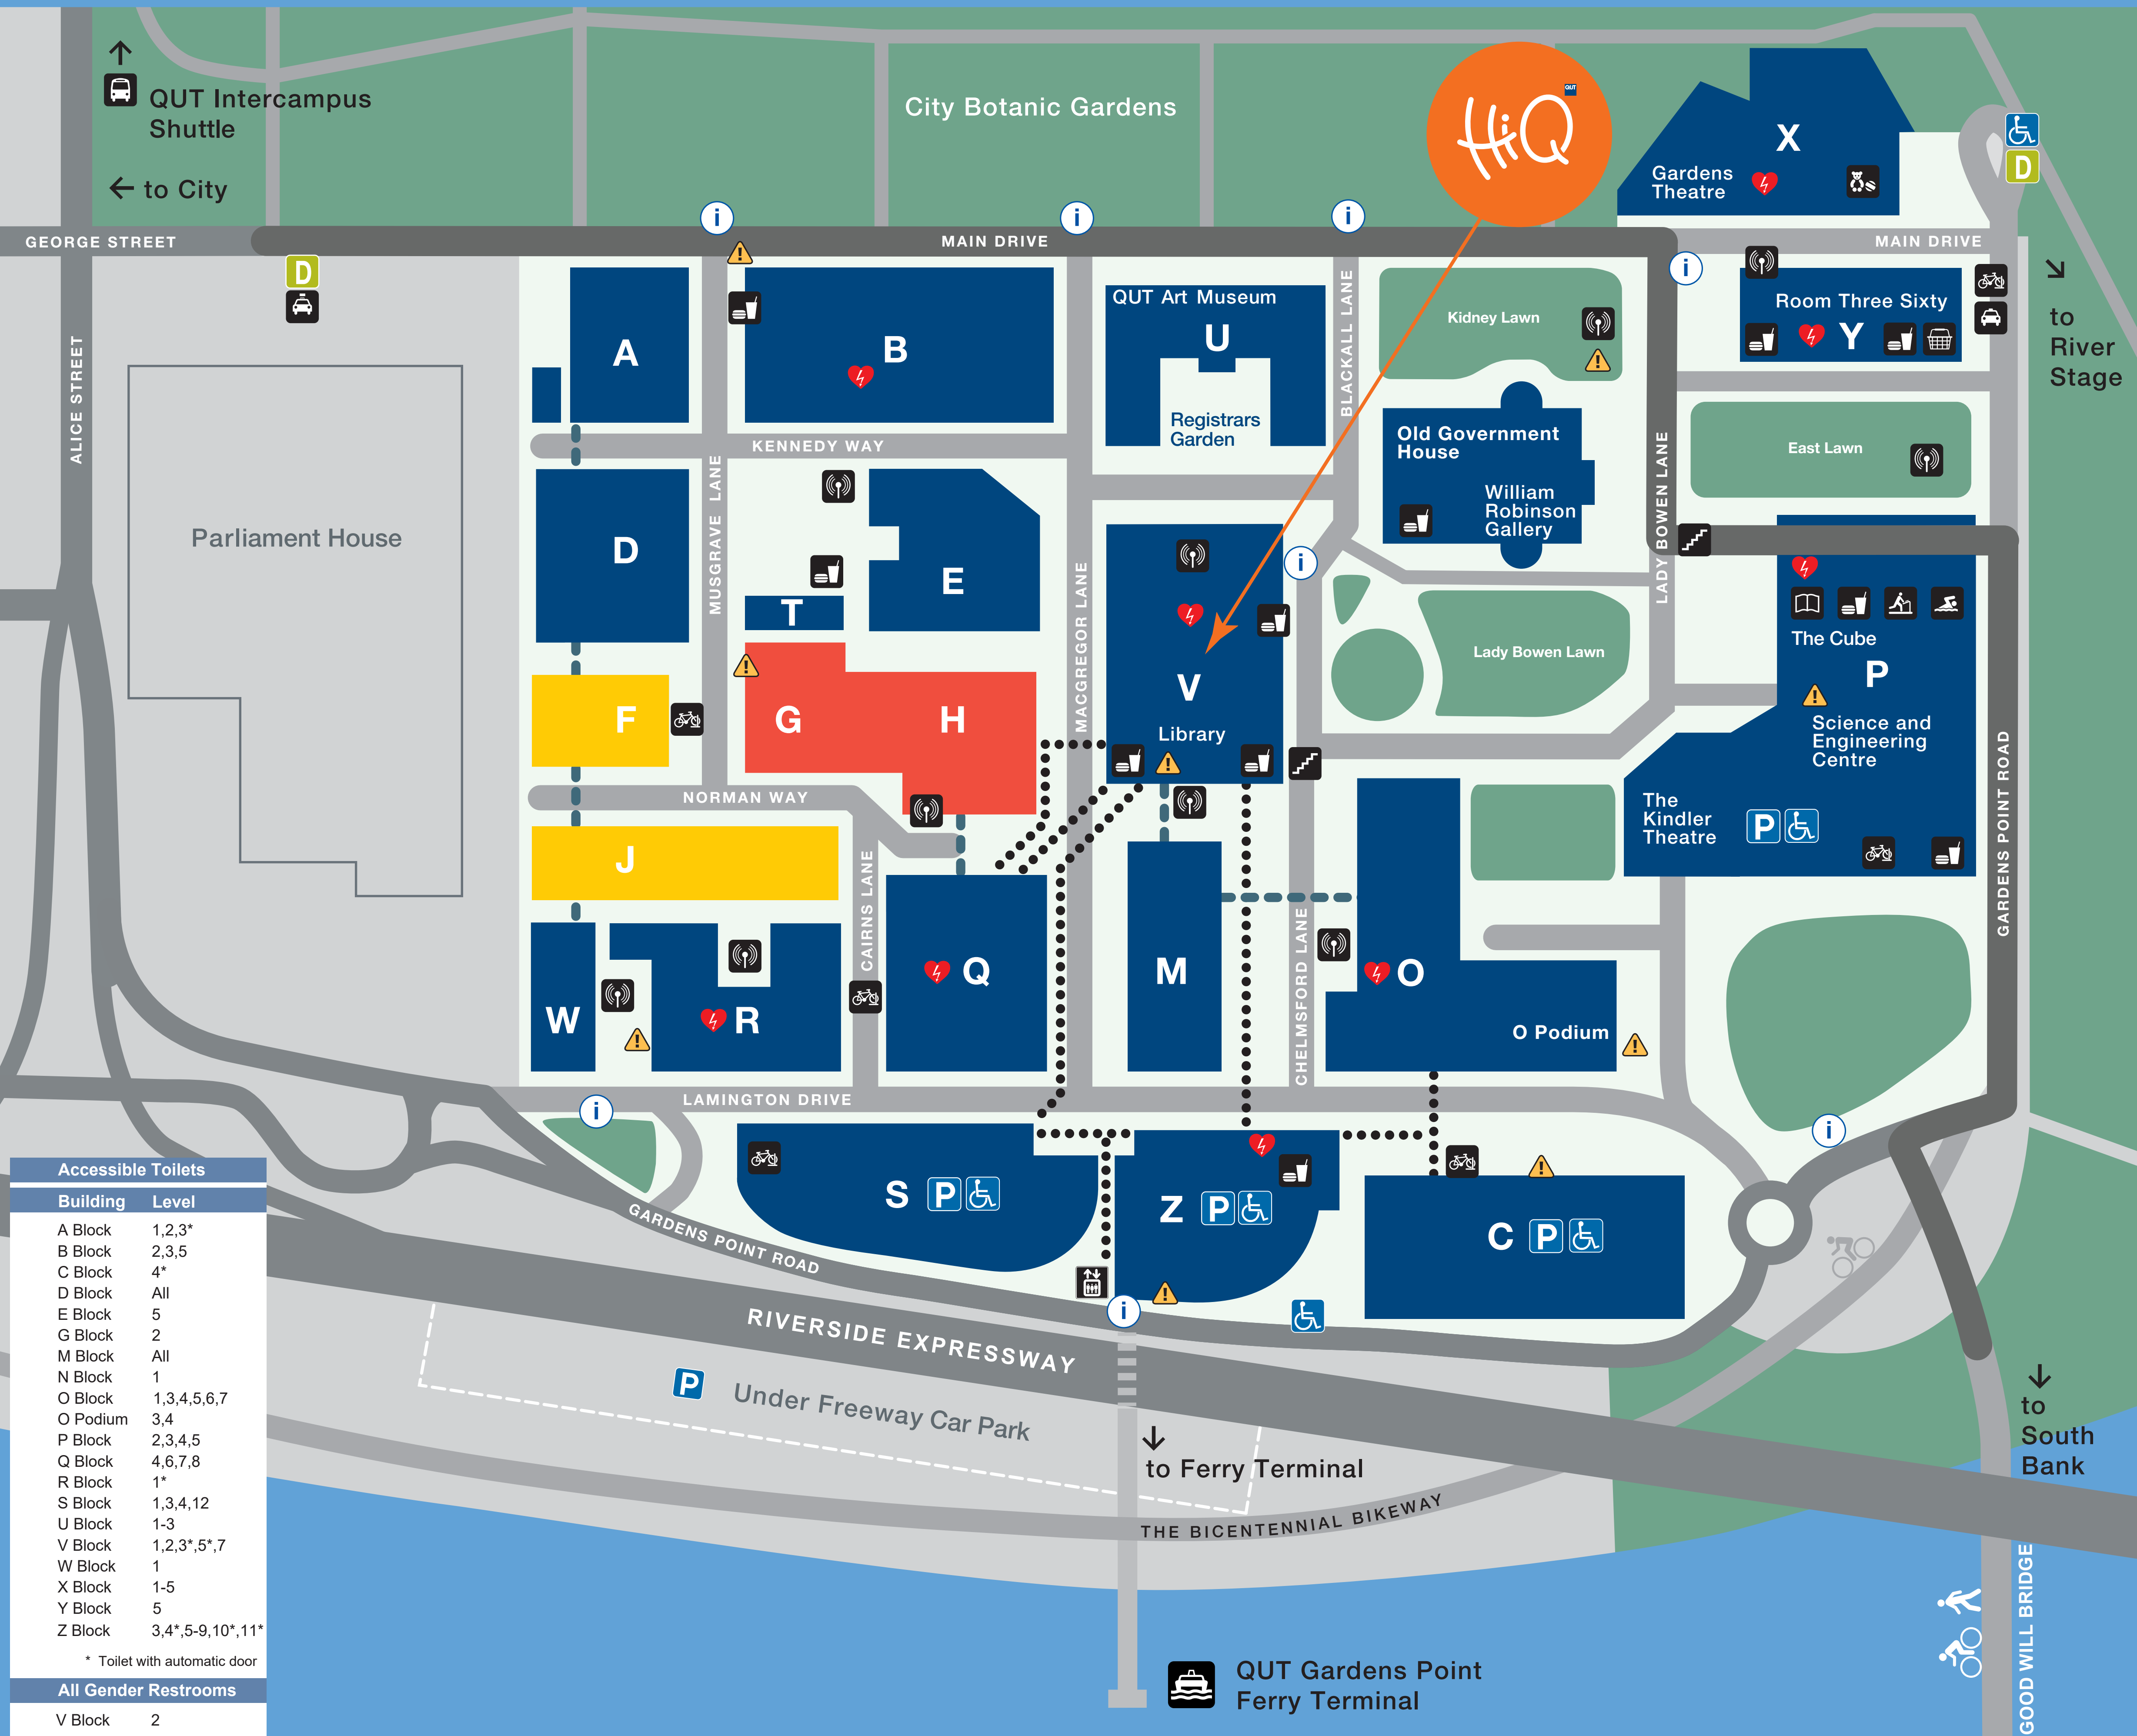 QUT Intercampus
Shuttle
to City
City Botanic Gardens
HiQ
QUT
X
Gardens
Theatre
D
GEORGE STREET
MAIN DRIVE
MAIN DRIVE
i
i
i
i
D
A
B
QUT Art Museum
U
Registrars
Garden
BLACKALL LANE
Kidney Lawn
Room Three Sixty
Y
to
River
Stage
ALICE STREET
KENNEDY WAY
Old Government
House
William
Robinson
Gallery
LADY BOWEN LANE
East Lawn
Parliament House
D
MUSGRAVE LANE
E
T
MACGREGOR LANE
i
V
Library
Lady Bowen Lawn
The Cube
P
Science and
Engineering
Centre
The
Kindler
Theatre
P
GARDENS POINT ROAD
F
G
H
NORMAN WAY
J
CAIRNS LANE
W
R
Q
M
CHELMSFORD LANE
O
O Podium
LAMINGTON DRIVE
i
i
S
P
Z
P
C
P
i
GARDENS POINT ROAD
RIVERSIDE EXPRESSWAY
P
Under Freeway Car Park
to Ferry Terminal
THE BICENTENNIAL BIKEWAY
to
South
Bank
GOOD WILL BRIDGE
QUT Gardens Point
Ferry Terminal
Accessible Toilets
Building Level
A Block 1,2,3*
B Block 2,3,5
C Block 4*
D Block All
E Block 5
G Block 2
M Block All
N Block 1
O Block 1,3,4,5,6,7
O Podium 3,4
P Block 2,3,4,5
Q Block 4,6,7,8
R Block 1*
S Block 1,3,4,12
U Block 1-3
V Block 1,2,3*,5*,7
W Block 1
X Block 1-5
Y Block 5
Z Block 3,4*,5-9,10*,11*
* Toilet with automatic door
All Gender Restrooms
V Block 2